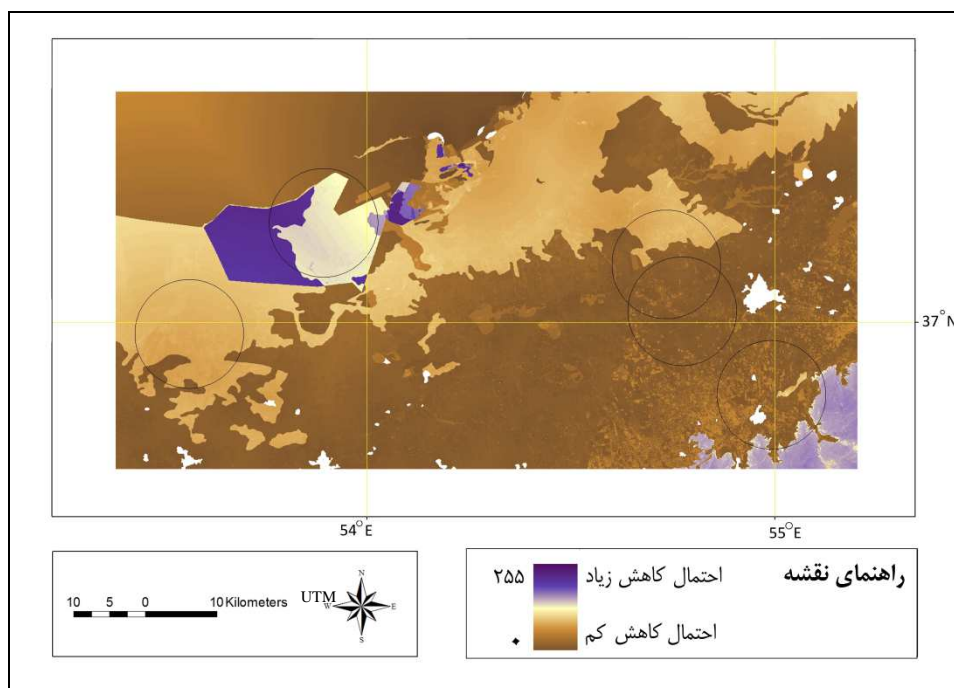 37°N
54°E
55°E
10 5 0 10 Kilometers
UTM
N
W E
S
راهنمای نقشه
احتمال کاهش زیاد ۲۵۵
احتمال کاهش کم ۰